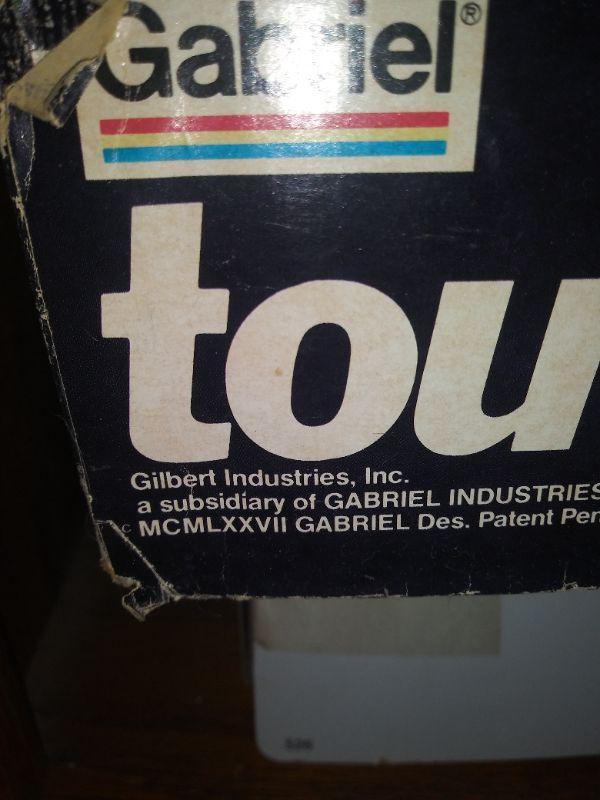 Gabriel®
tou
Gilbert Industries, Inc.
a subsidiary of GABRIEL INDUSTRIES
c MCMLXXVII GABRIEL Des. Patent Pen